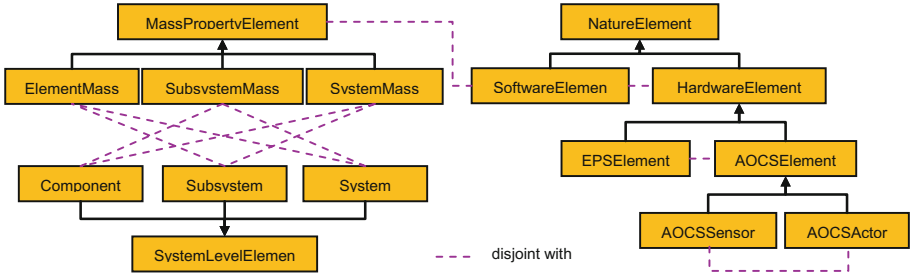 MassPropertyElement
NatureElement
ElementMass
SubsystemMass
SystemMass
SoftwareElemen
HardwareElement
EPSElement
AOCSElement
Component
Subsystem
System
AOCSSensor
AOCSActor
SystemLevelElemen
disjoint with